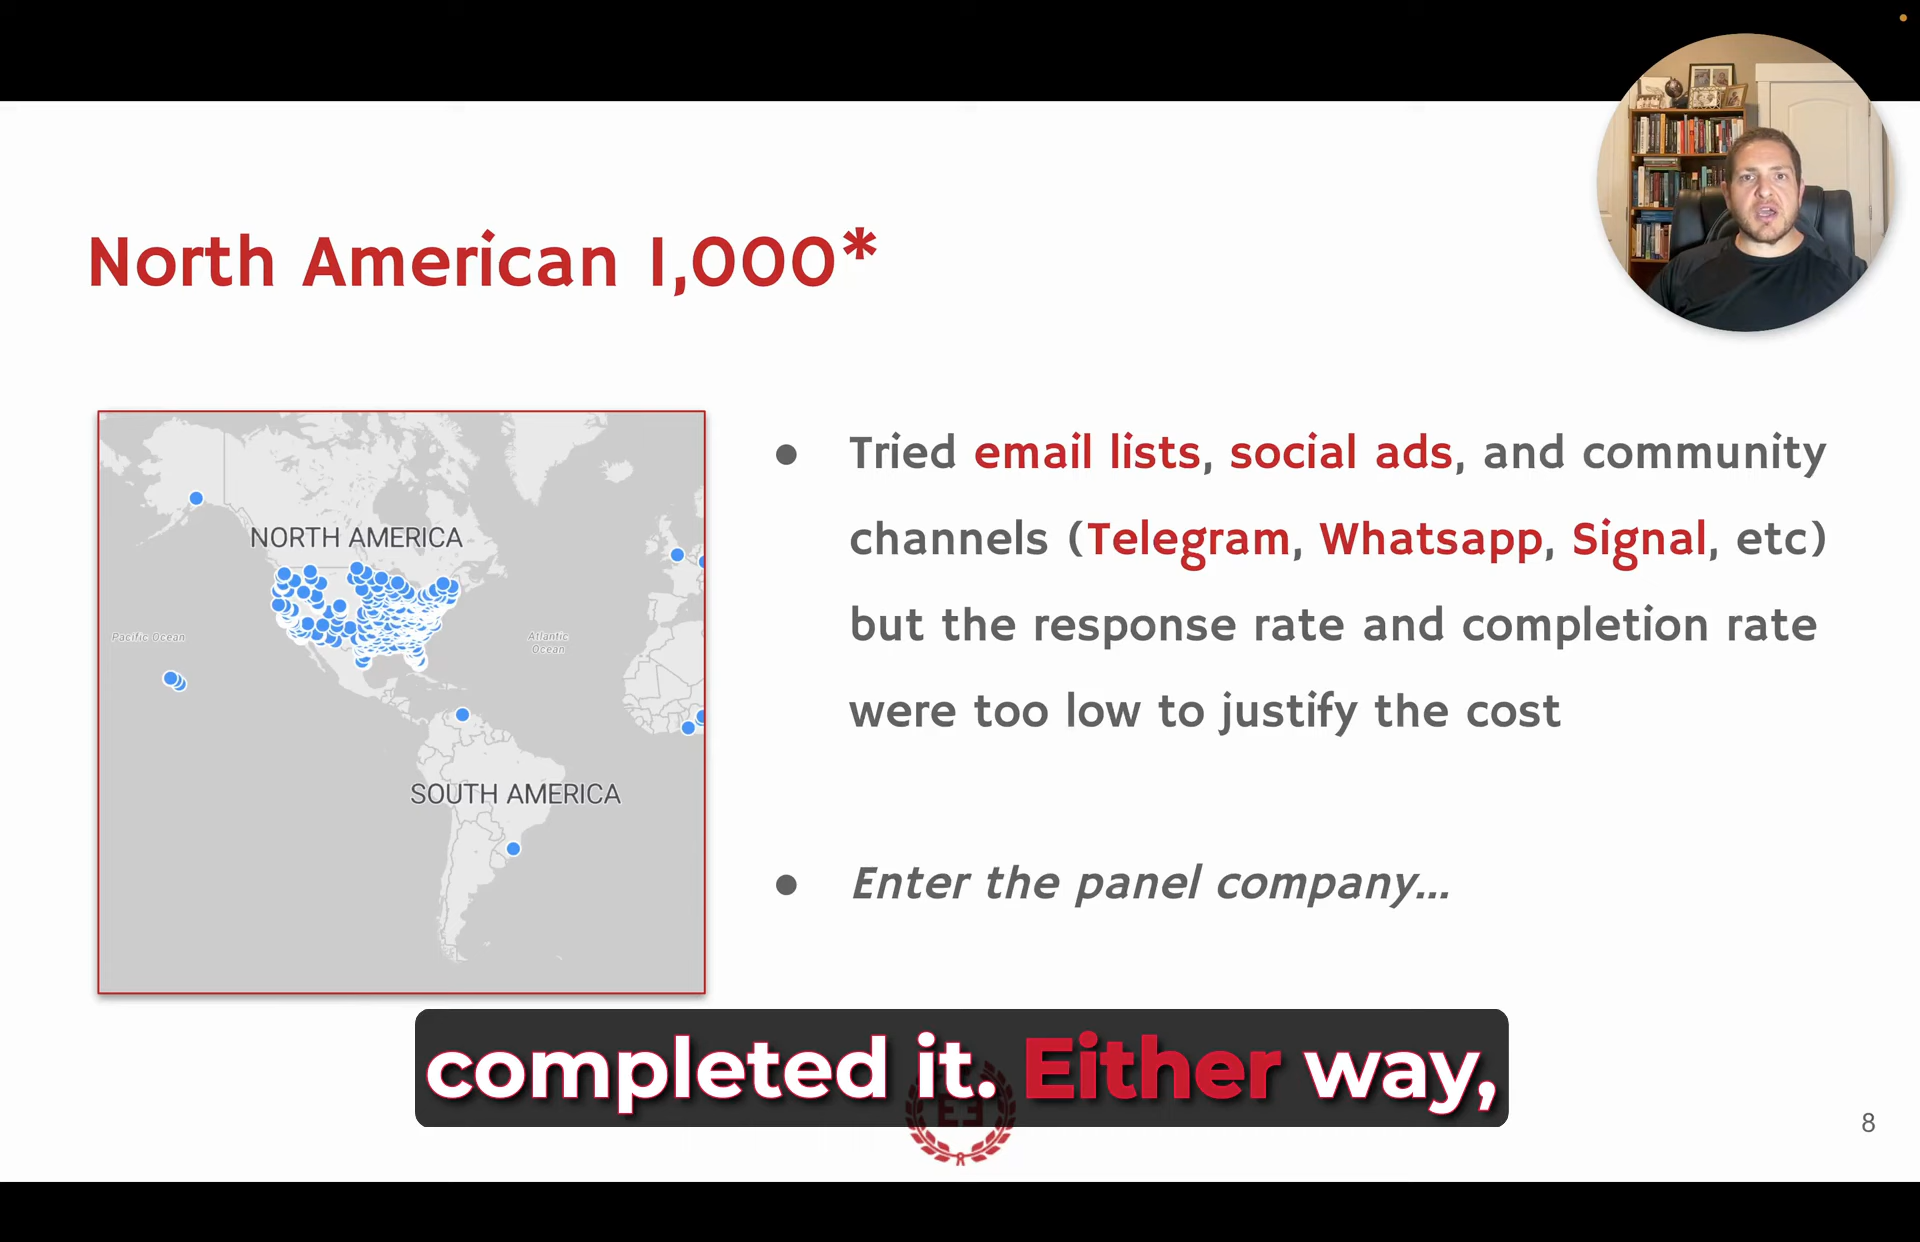 North American 1,000*
NORTH AMERICA
Pacific Ocean
Atlantic
Ocean
SOUTH AMERICA
● Tried email lists, social ads, and community
channels (Telegram, Whatsapp, Signal, etc)
but the response rate and completion rate
were too low to justify the cost
● Enter the panel company...
completed it. Either way,
8